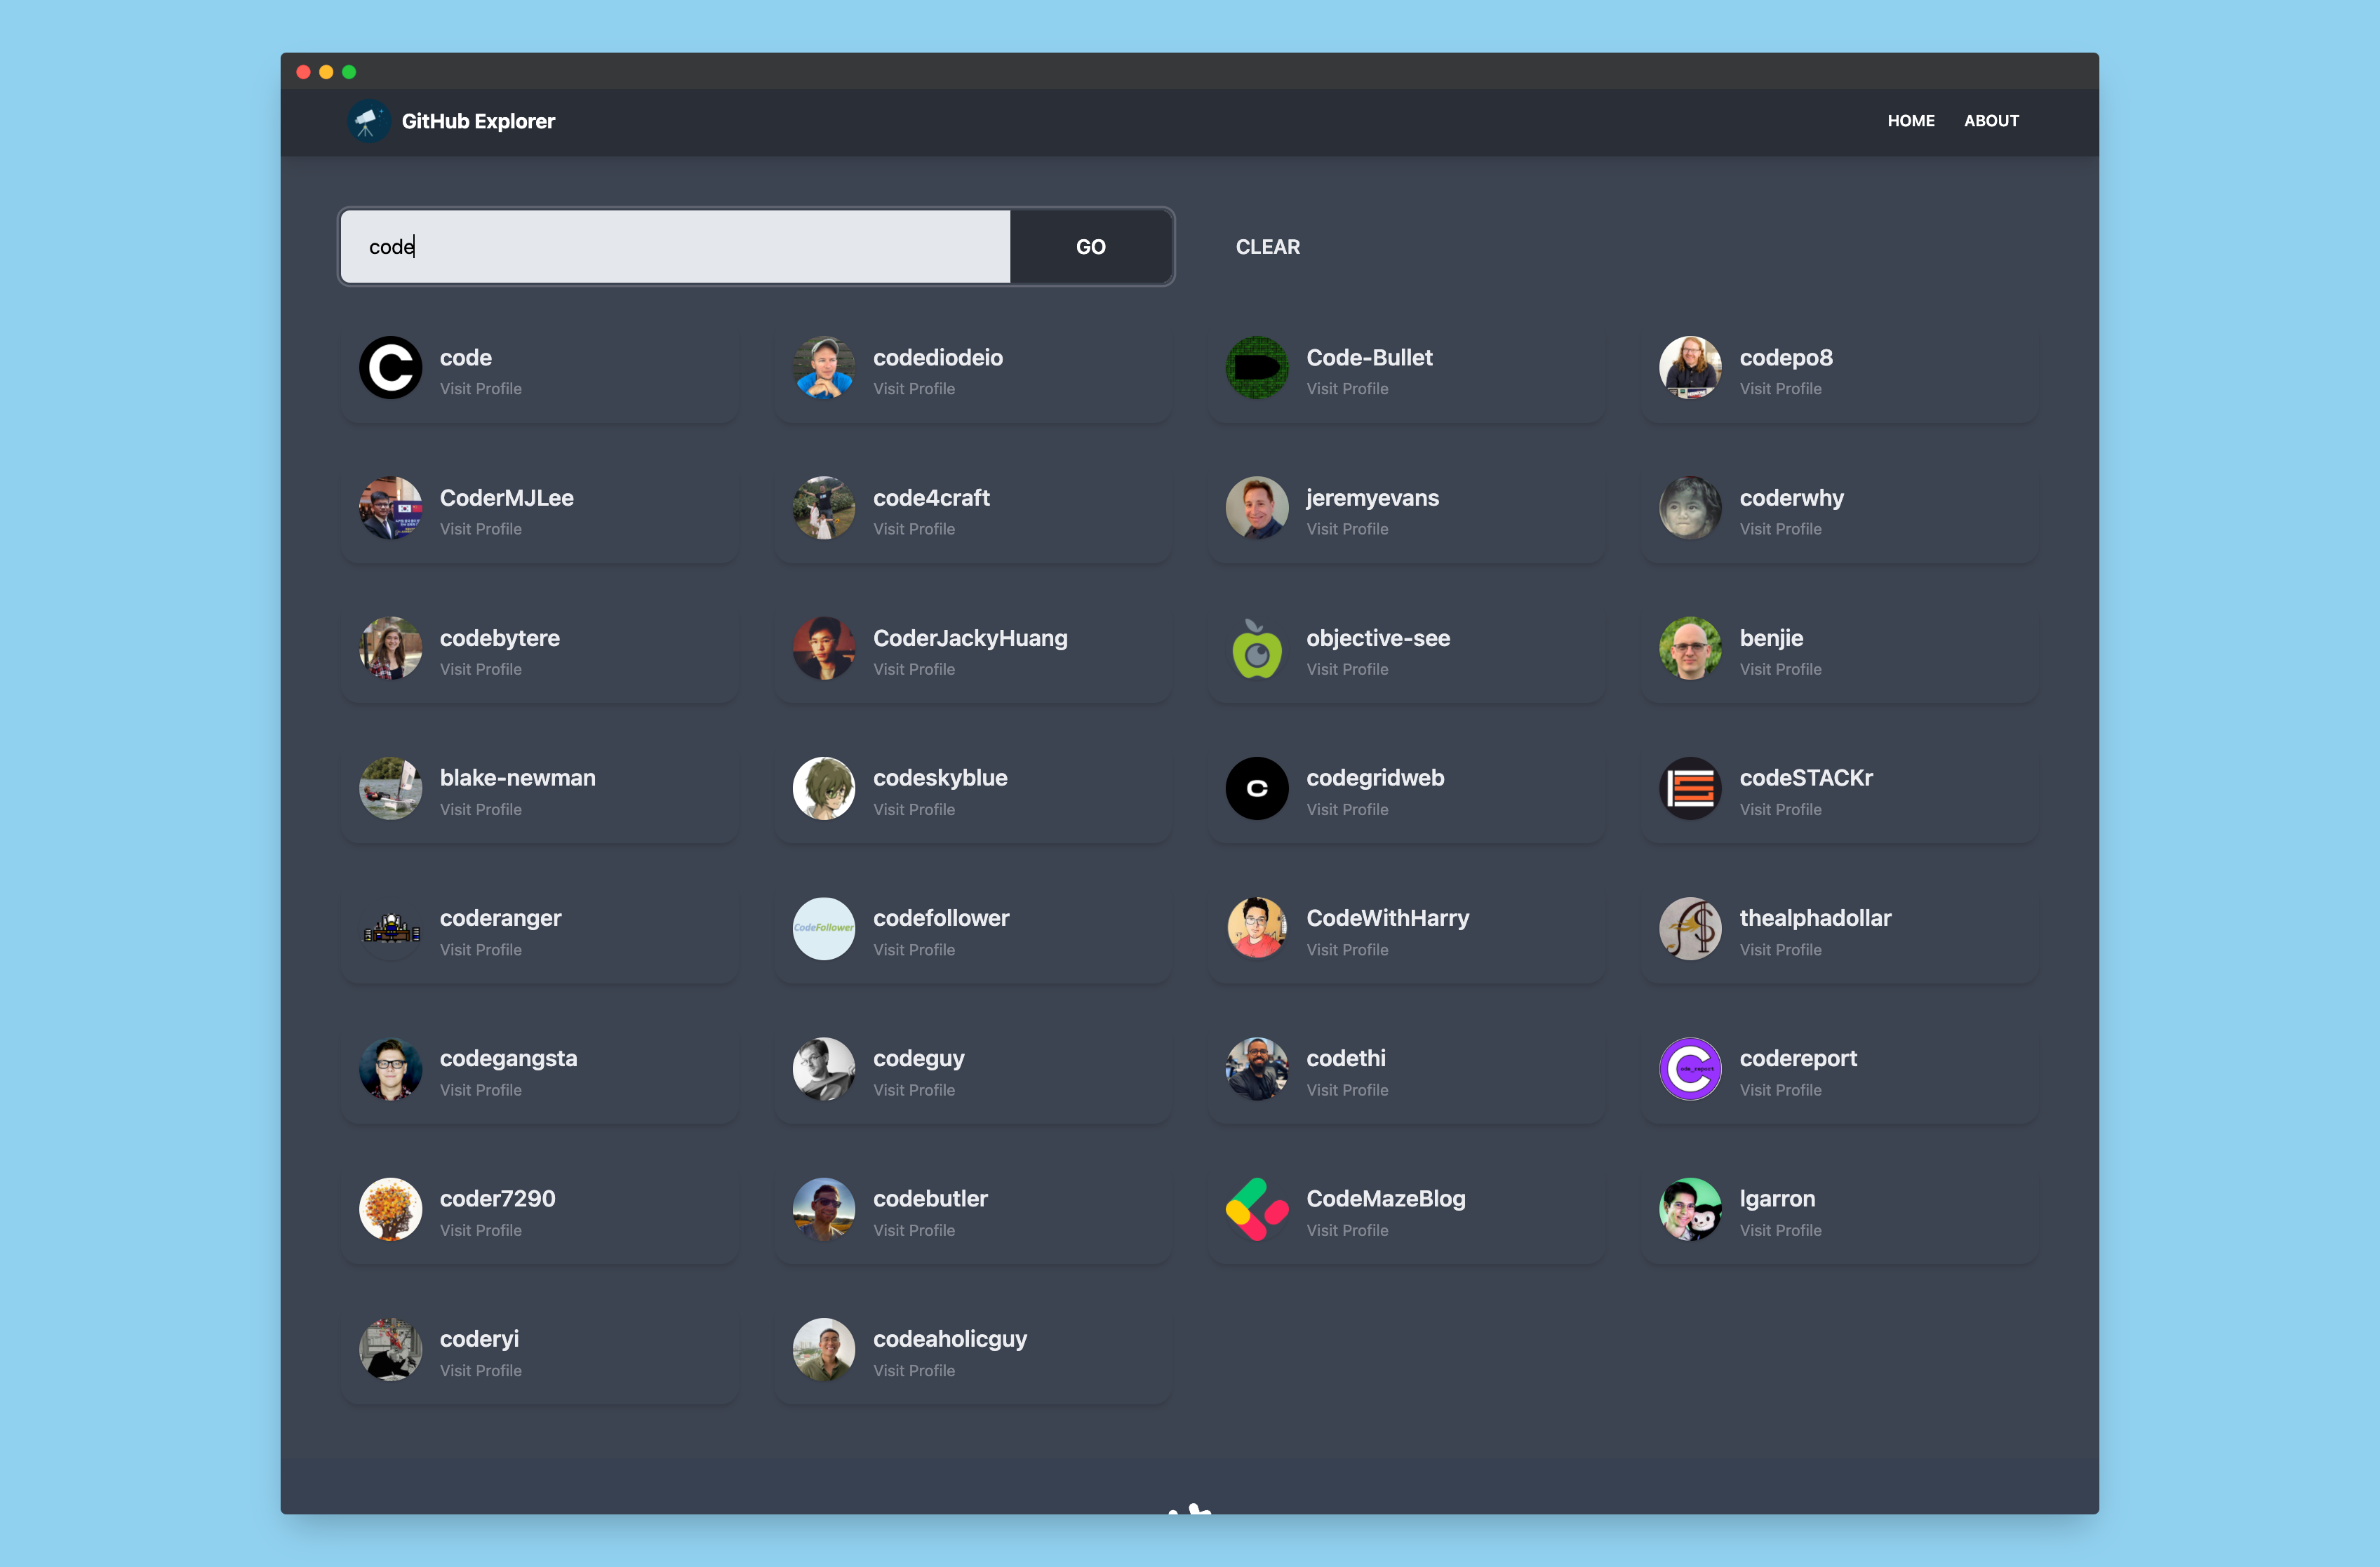 GitHub Explorer
HOME ABOUT
code GO CLEAR
code codediodeio Code-Bullet codepo8
Visit Profile Visit Profile Visit Profile Visit Profile
CoderMJLee code4craft jeremyevans coderwhy
Visit Profile Visit Profile Visit Profile Visit Profile
codebytere CoderJackyHuang objective-see benjie
Visit Profile Visit Profile Visit Profile Visit Profile
blake-newman codeskyblue codegridweb codeSTACKr
Visit Profile Visit Profile Visit Profile Visit Profile
coderanger codefollower CodeWithHarry thealphadollar
CodeFollower
Visit Profile Visit Profile Visit Profile Visit Profile
codegangsta codeguy codethi codereport
Visit Profile Visit Profile Visit Profile Visit Profile
coder7290 codebutler CodeMazeBlog lgarron
Visit Profile Visit Profile Visit Profile Visit Profile
coderyi codeaholicguy
Visit Profile Visit Profile